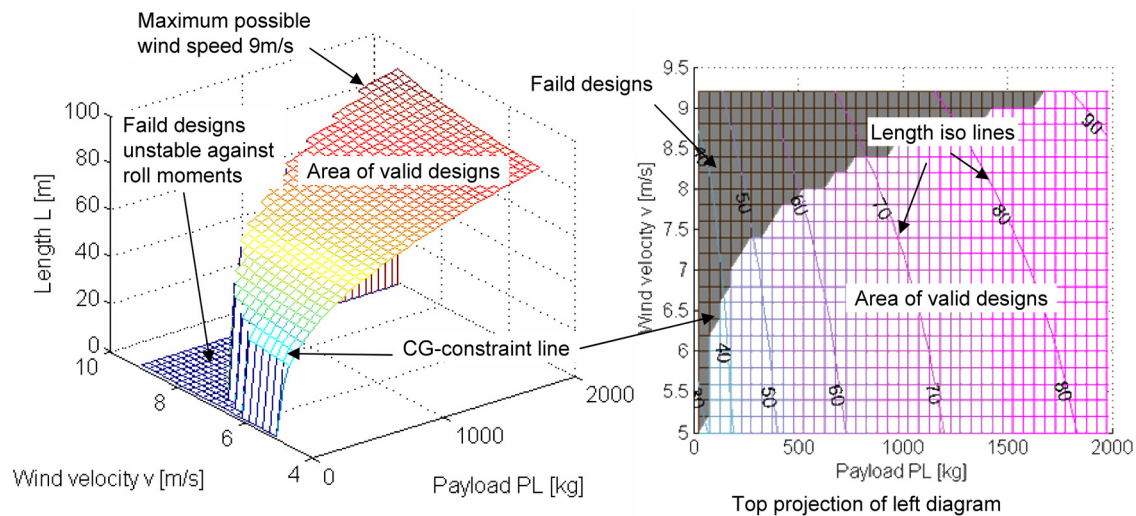 Maximum possible
wind speed 9m/s
Faild designs
unstable against
roll moments
Area of valid designs
CG-constraint line
Length L [m]
100
80
60
40
20
0
10
8
6
4
Wind velocity v [m/s]
0
1000
2000
Payload PL [kg]
Faild designs
Length iso lines
Area of valid designs
Wind velocity v [m/s]
9.5
9
8.5
8
7.5
7
6.5
6
5.5
5
50
60
70
80
90
40
50
60
70
80
500
1000
1500
2000
Payload PL [kg]
Top projection of left diagram